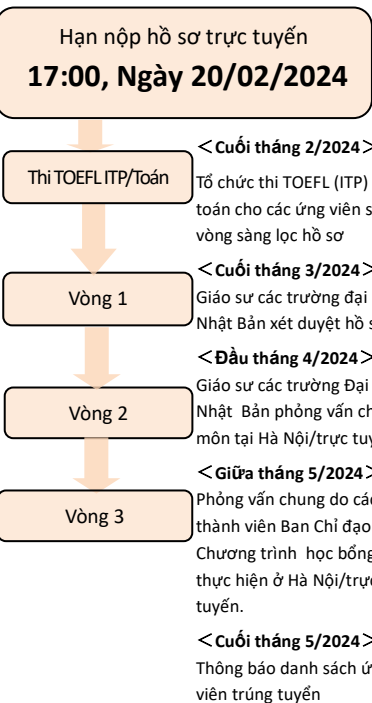 Hạn nộp hồ sơ trực tuyến
17:00, Ngày 20/02/2024
Thi TOEFL ITP/Toán
<Cuối tháng 2/2024>
Tổ chức thi TOEFL (ITP)
toán cho các ứng viên s
vòng sàng lọc hồ sơ
Vòng 1
<Cuối tháng 3/2024>
Giáo sư các trường đại
Nhật Bản xét duyệt hồ s
Vòng 2
<Đầu tháng 4/2024>
Giáo sư các trường Đại
Nhật Bản phỏng vấn ch
môn tại Hà Nội/trực tuy
Vòng 3
<Giữa tháng 5/2024>
Phỏng vấn chung do các
thành viên Ban Chỉ đạo
Chương trình học bổng
thực hiện ở Hà Nội/trực
tuyến.
<Cuối tháng 5/2024>
Thông báo danh sách ứ
viên trúng tuyển